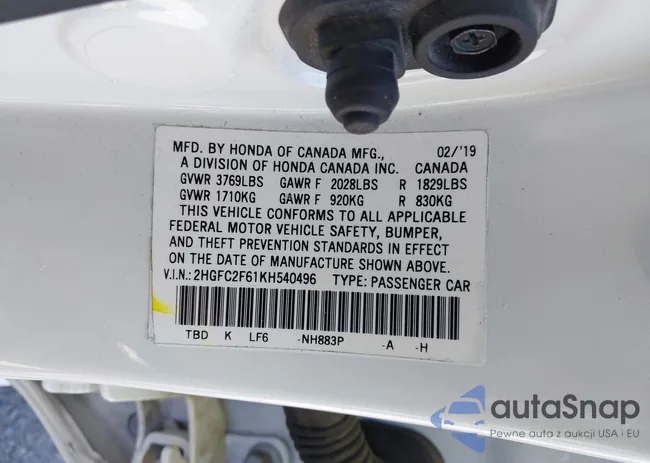 MFD. BY HONDA OF CANADA MFG., 02/'19
A DIVISION OF HONDA CANADA INC. CANADA
GVWR 3769LBS GAWR F 2028LBS R 1829LBS
GVWR 1710KG GAWR F 920KG R 830KG
THIS VEHICLE CONFORMS TO ALL APPLICABLE
FEDERAL MOTOR VEHICLE SAFETY, BUMPER,
AND THEFT PREVENTION STANDARDS IN EFFECT
ON THE DATE OF MANUFACTURE SHOWN ABOVE.
V.I.N.: 2HGFC2F61KH540496 TYPE: PASSENGER CAR
TBD K LF6 -NH883P -A -H
autaSnap
Pewne auta z aukcji USA i EU